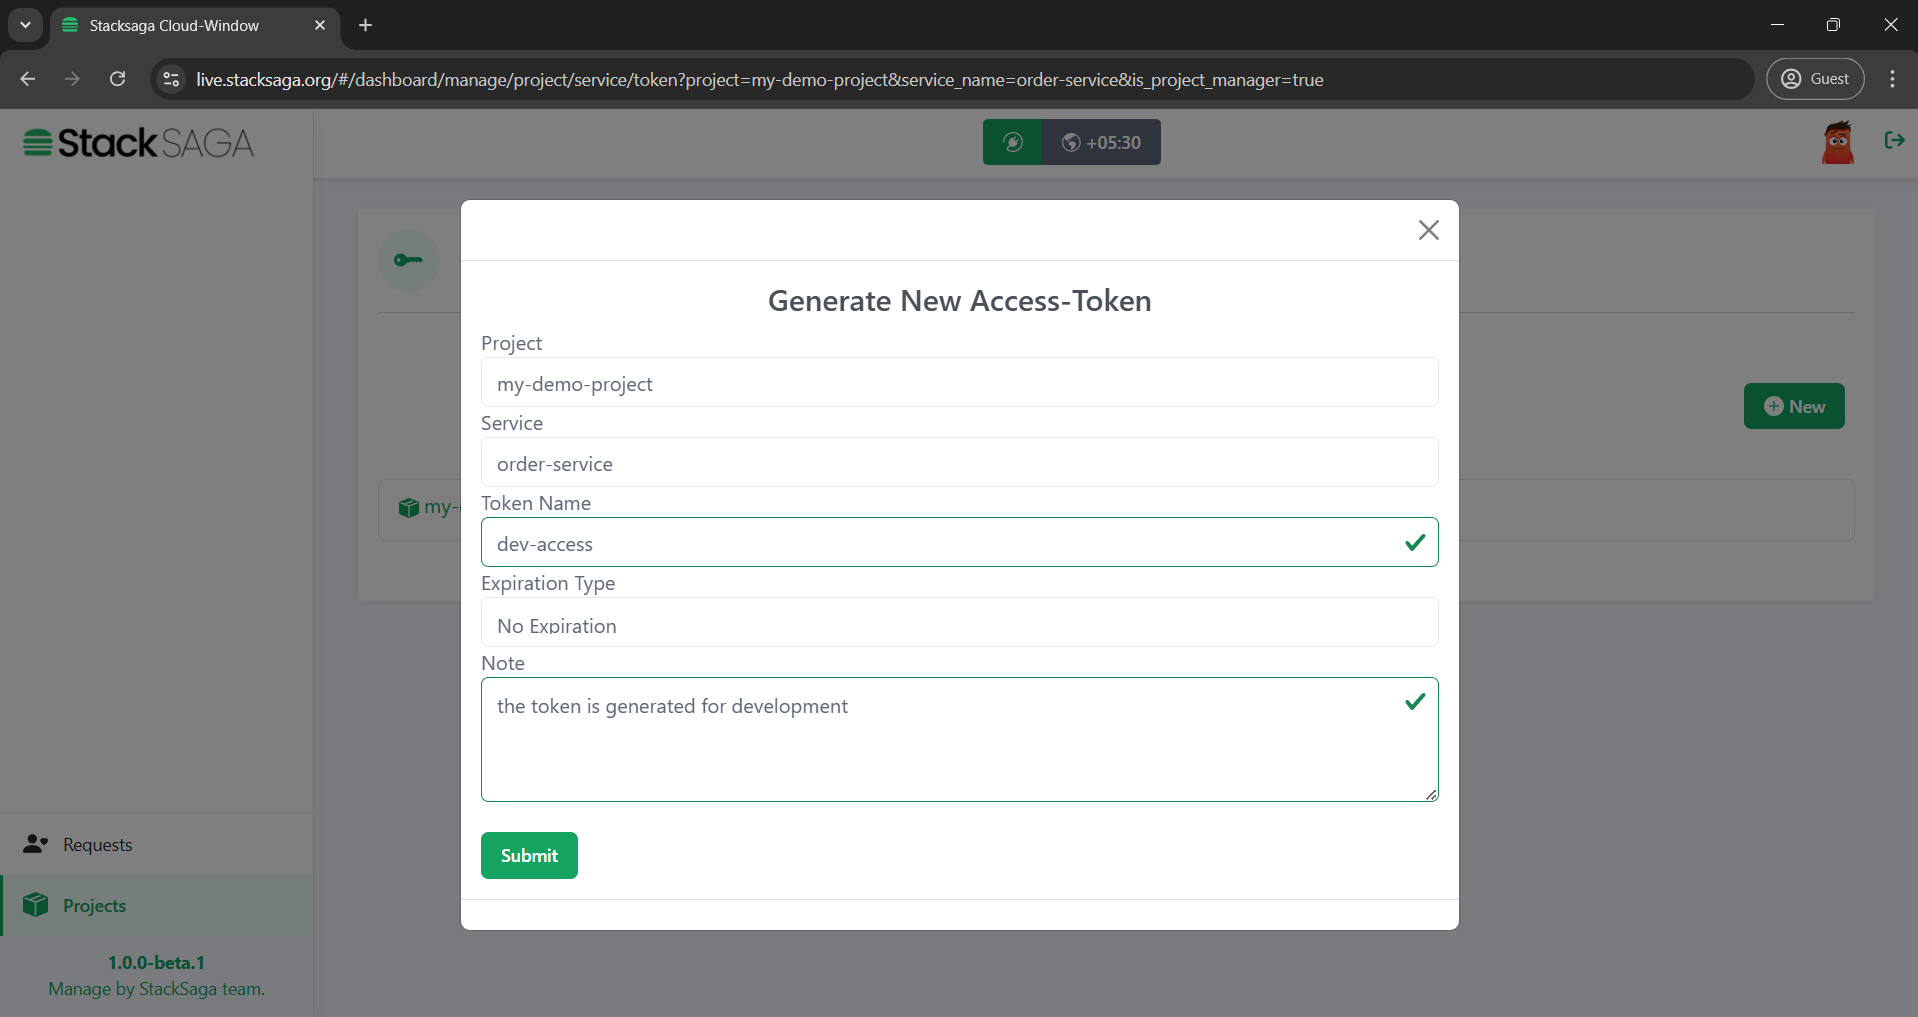 Stacksaga Cloud-Window
live.stacksaga.org/#/dashboard/manage/project/service/token?project=my-demo-project&service_name=order-service&is_project_manager=true
Guest
StackSAGA
+05:30
Generate New Access-Token
Project
my-demo-project
New
Service
order-service
Token Name
my-
dev-access
Expiration Type
No Expiration
Note
the token is generated for development
Submit
Requests
Projects
1.0.0-beta.1
Manage by StackSaga team.